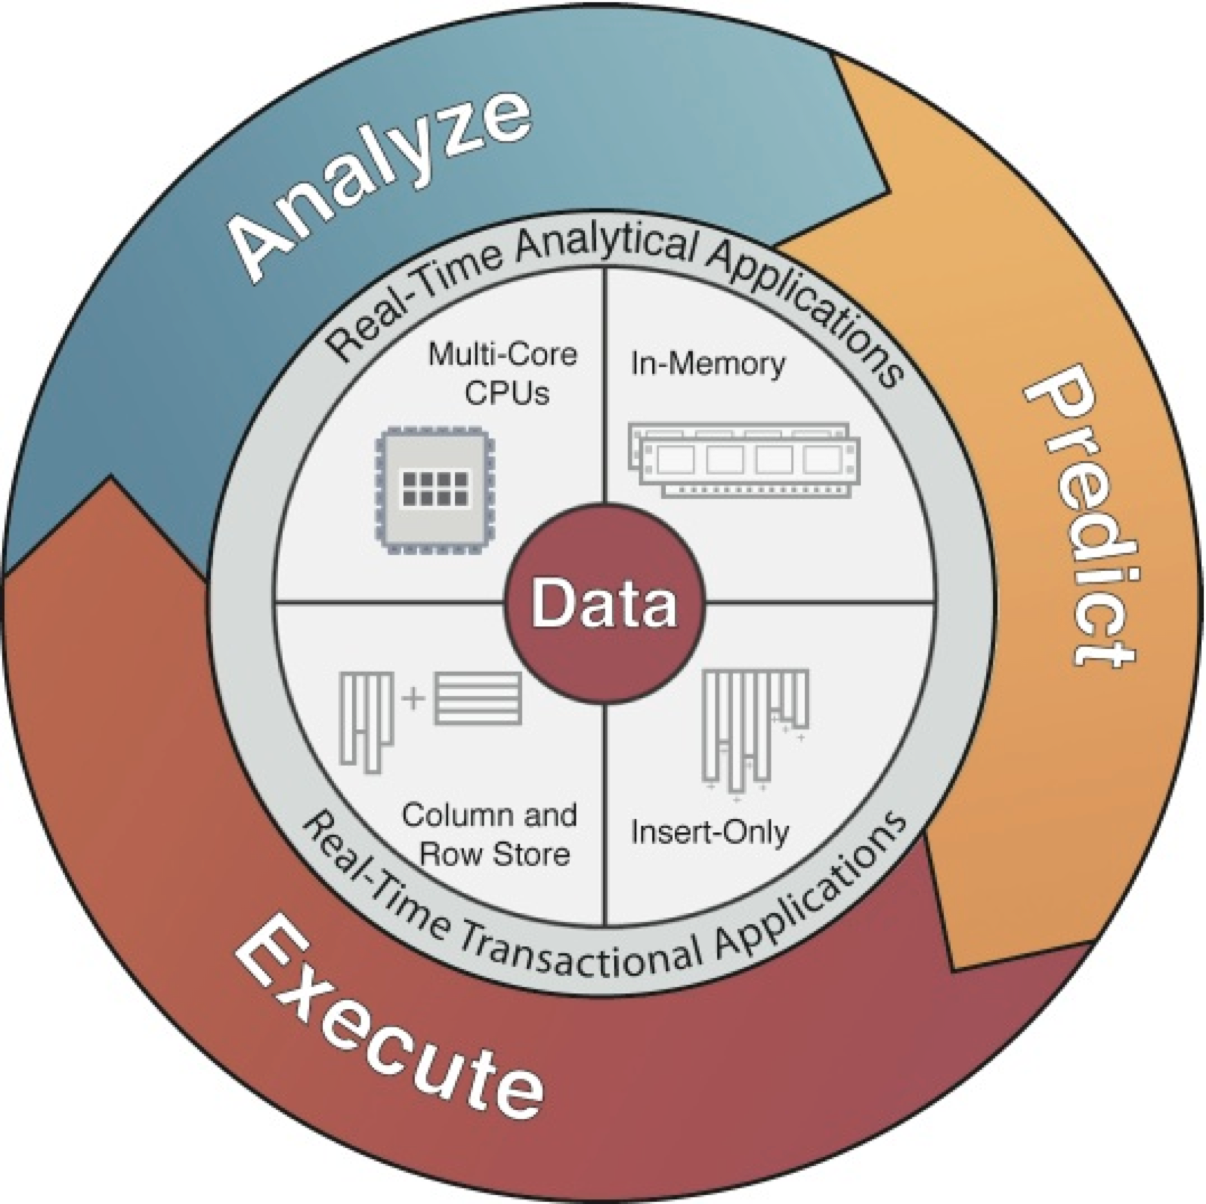 Analyze
Predict
Execute
Real-Time Analytical Applications
Multi-Core
CPUs
In-Memory
Data
+
Column and
Row Store
Insert-Only
Real-Time Transactional Applications